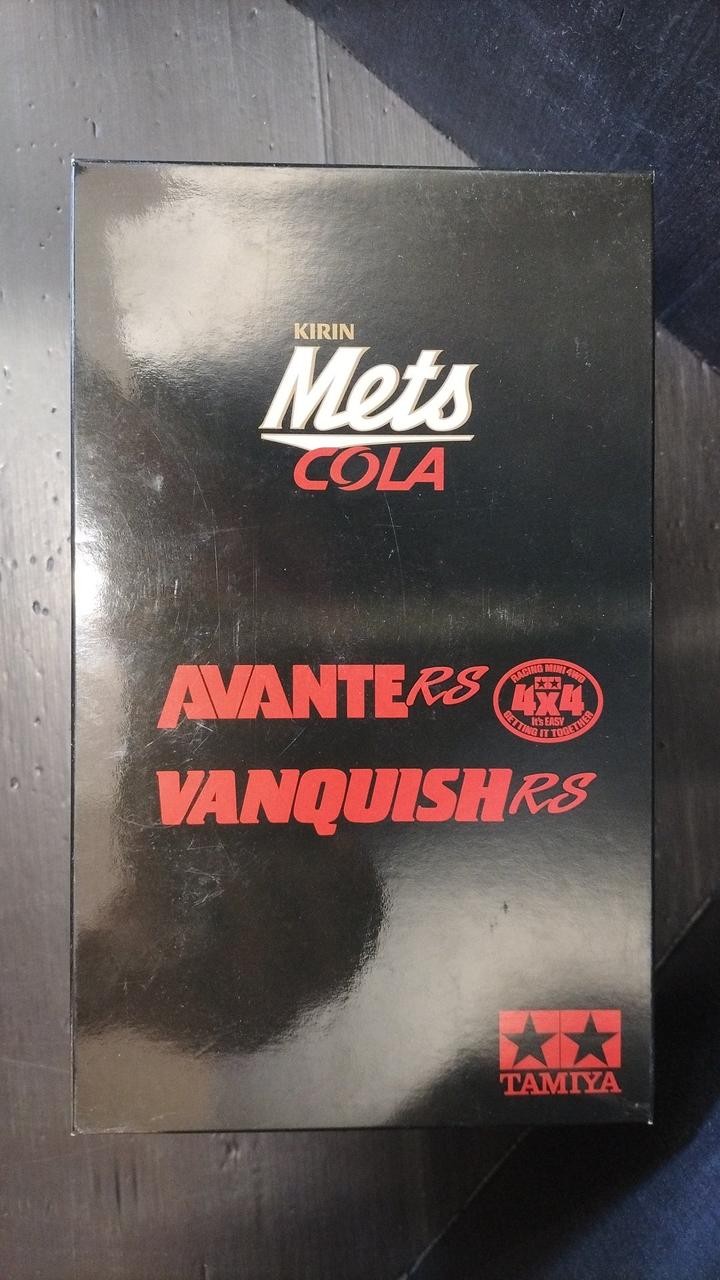 KIRIN
Mets
COLA
AVANTE RS
RACING MINI 4WD
4x4
It's EASY
GETTING IT TOGETHER
VANQUISH RS
TAMIYA